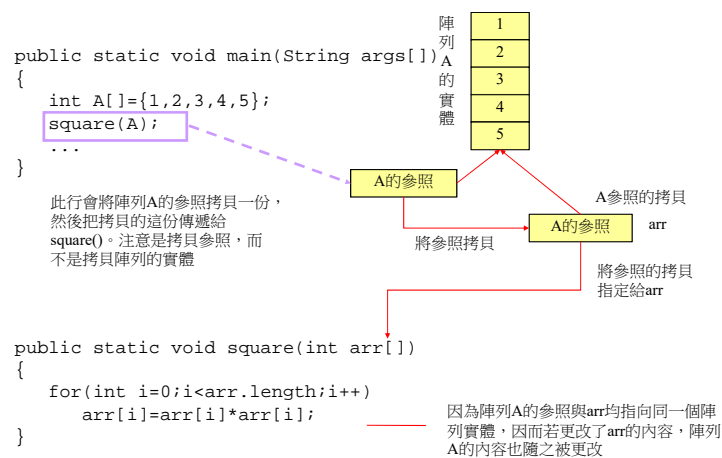 public static void main(String args[])
{
int A[]={1,2,3,4,5};
square(A);
...
}
陣列A的實體
1
2
3
4
5
A的參照
此行會將陣列A的參照拷貝一份，
然後把拷貝的這份傳遞給
square()。注意是拷貝參照，而
不是拷貝陣列的實體
將參照拷貝
A的參照
A參照的拷貝
arr
將參照的拷貝
指定給arr
public static void square(int arr[])
{
for(int i=0;i<arr.length;i++)
arr[i]=arr[i]*arr[i];
}
因為陣列A的參照與arr均指向同一個陣
列實體，因而若更改了arr的內容，陣列
A的內容也隨之被更改